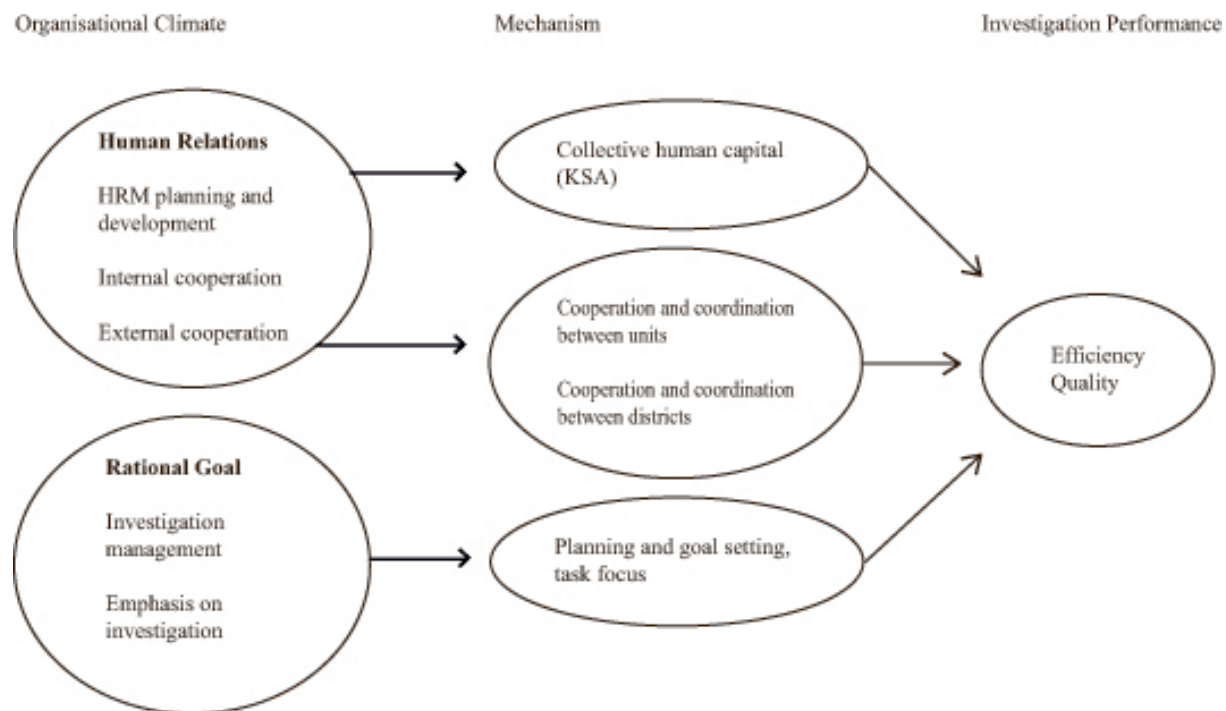 Organisational Climate
Mechanism
Investigation Performance
Human Relations
HRM planning and
development
Internal cooperation
External cooperation
Rational Goal
Investigation
management
Emphasis on
investigation
Collective human capital
(KSA)
Cooperation and coordination
between units
Cooperation and coordination
between districts
Planning and goal setting,
task focus
Efficiency
Quality